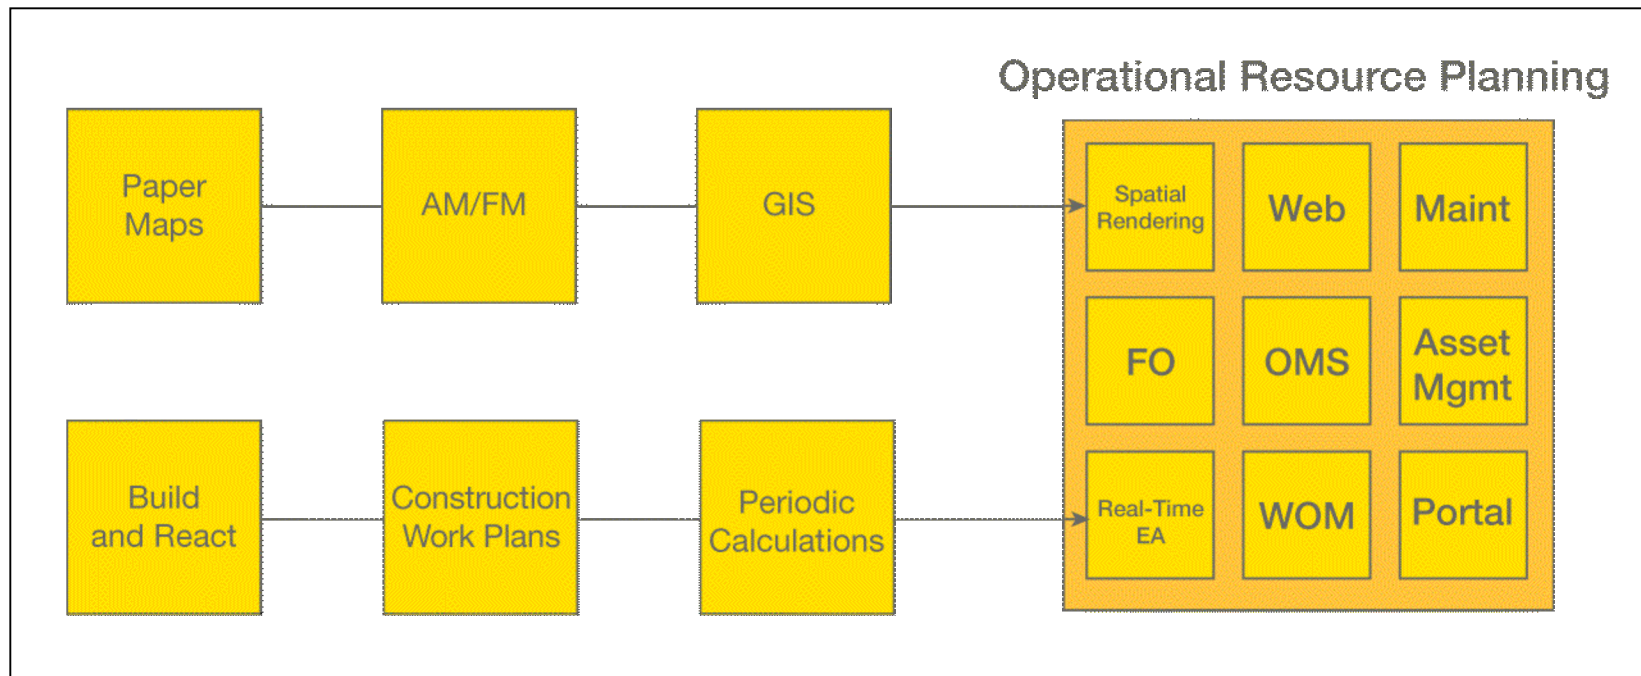 Operational Resource Planning
Paper
Maps
AM/FM
GIS
Spatial
Rendering
Web
Maint
FO
OMS
Asset
Mgmt
Build
and React
Construction
Work Plans
Periodic
Calculations
Real-Time
EA
WOM
Portal